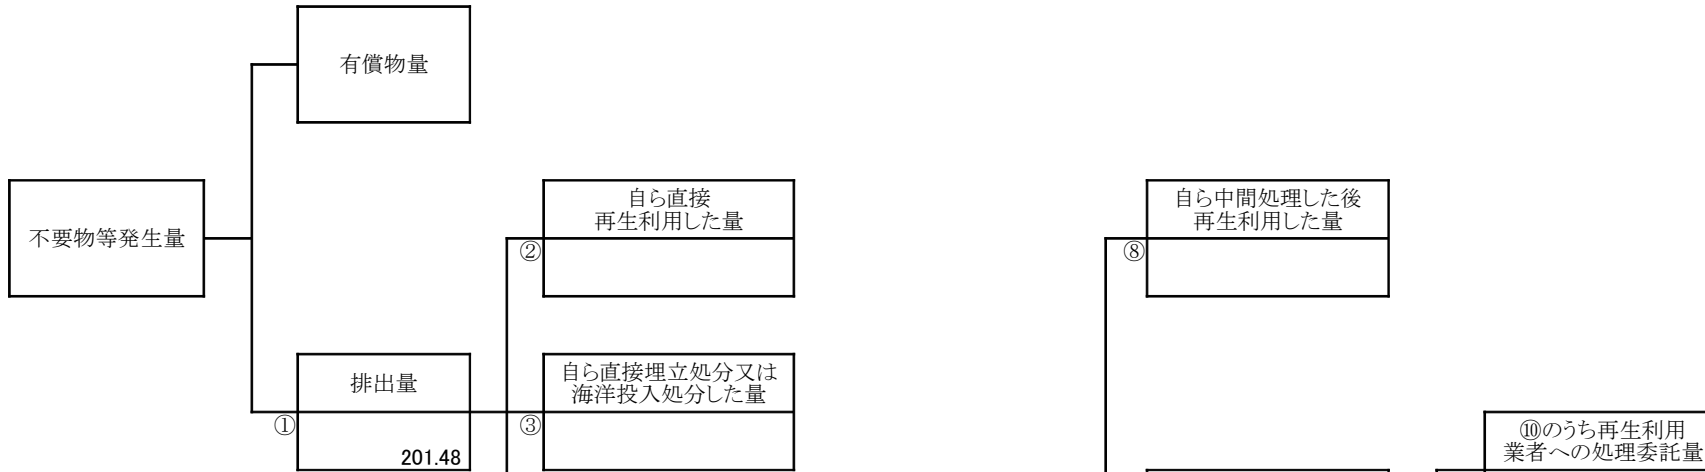 有償物量
不要物等発生量
自ら直接
再生利用した量
②
自ら中間処理した後
再生利用した量
⑧
排出量
①
201.48
自ら直接埋立処分又は
海洋投入処分した量
③
⑩のうち再生利用
業者への処理委託量